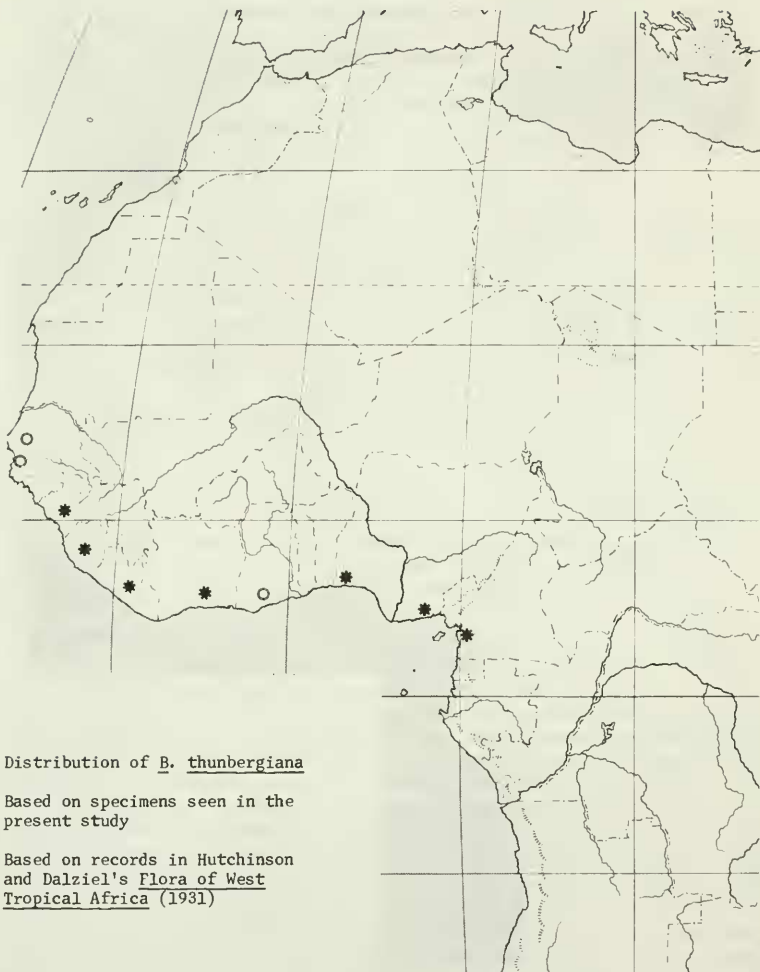 Distribution of B. thunbergiana
Based on specimens seen in the
present study
Based on records in Hutchinson
and Dalziel's Flora of West
Tropical Africa (1931)